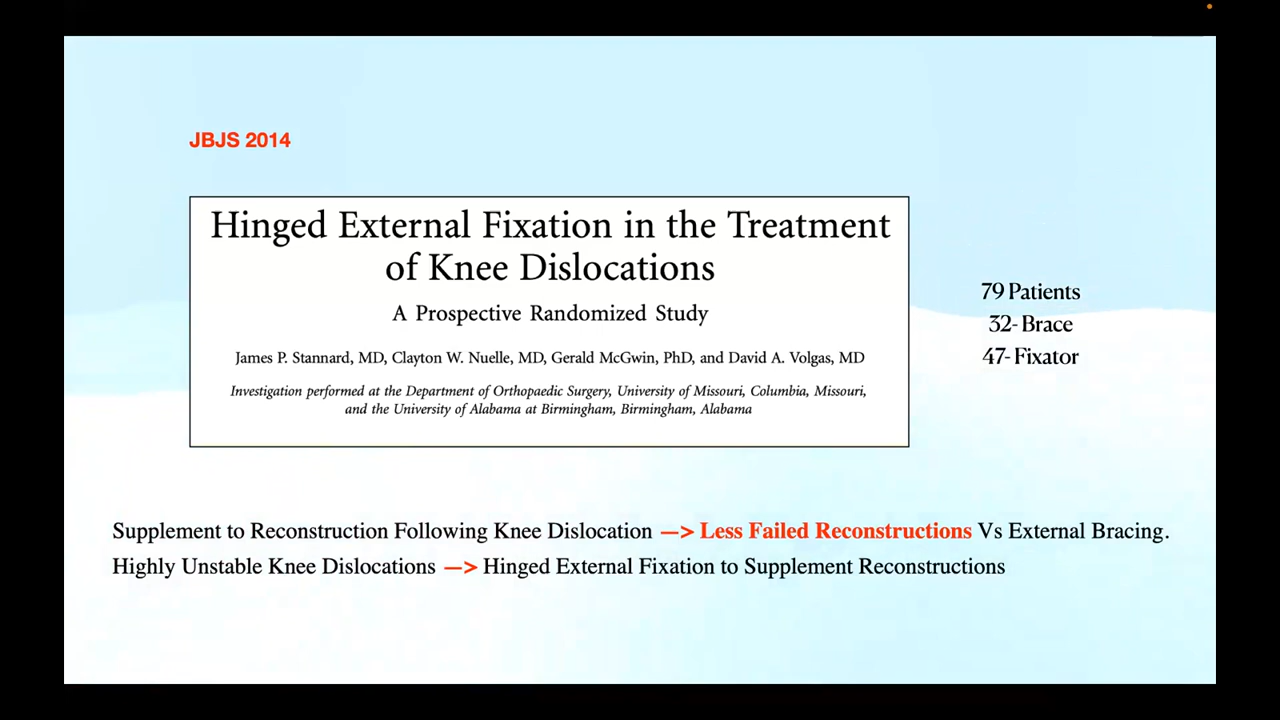 JBJS 2014
Hinged External Fixation in the Treatment
of Knee Dislocations
A Prospective Randomized Study
James P. Stannard, MD, Clayton W. Nuelle, MD, Gerald McGwin, PhD, and David A. Volgas, MD
Investigation performed at the Department of Orthopaedic Surgery, University of Missouri, Columbia, Missouri,
and the University of Alabama at Birmingham, Birmingham, Alabama
79 Patients
32- Brace
47- Fixator
Supplement to Reconstruction Following Knee Dislocation —> Less Failed Reconstructions Vs External Bracing.
Highly Unstable Knee Dislocations —> Hinged External Fixation to Supplement Reconstructions